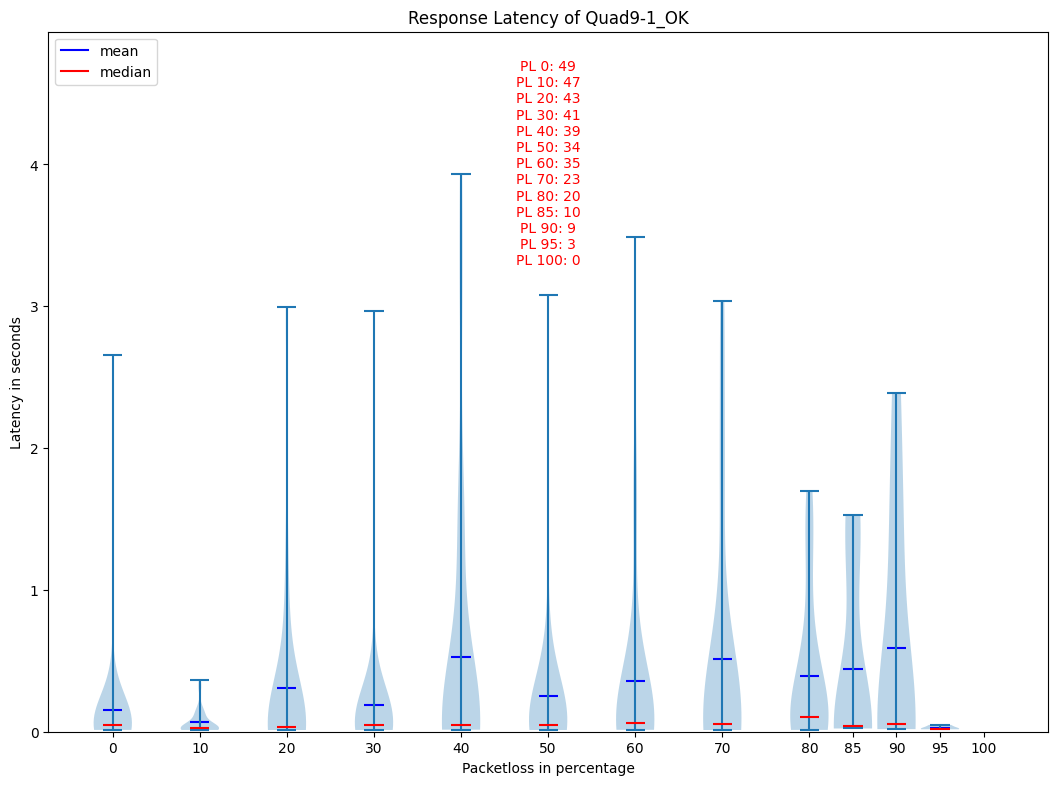 Response Latency of Quad9-1_OK
mean
median
PL 0: 49
PL 10: 47
PL 20: 43
PL 30: 41
PL 40: 39
PL 50: 34
PL 60: 35
PL 70: 23
PL 80: 20
PL 85: 10
PL 90: 9
PL 95: 3
PL 100: 0
Latency in seconds
4
3
2
1
0
0 10 20 30 40 50 60 70 80 85 90 95 100
Packetloss in percentage